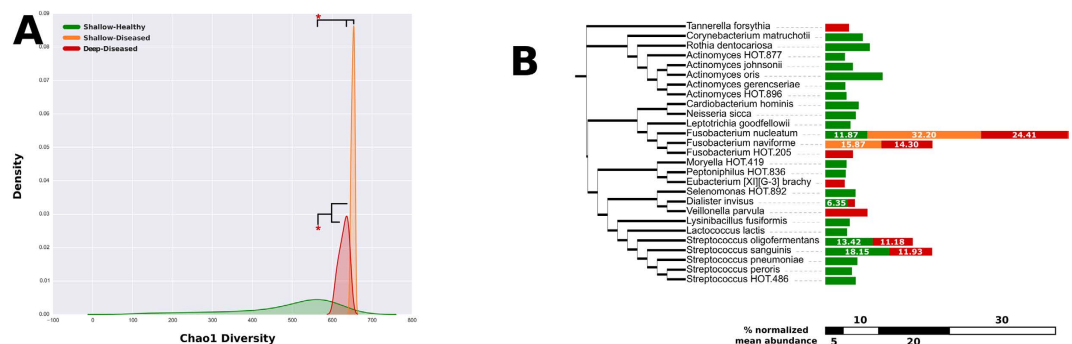 A
Shallow-Healthy
Shallow-Diseased
Deep-Diseased
*
*
Density
0.09
0.08
0.07
0.06
0.05
0.04
0.03
0.02
0.01
0.00
-100 0 100 200 300 400 500 600 700 800
Chao1 Diversity
B
Tannerella forsythia
Corynebacterium matruchotii
Rothia dentocariosa
Actinomyces HOT.877
Actinomyces johnsonii
Actinomyces oris
Actinomyces gerencseriae
Actinomyces HOT.896
Cardiobacterium hominis
Neisseria sicca
Leptotrichia goodfellowii
Fusobacterium nucleatum 11.87 32.20 24.41
Fusobacterium naviforme 15.87 14.30
Fusobacterium HOT.205
Moryella HOT.419
Peptoniphilus HOT.836
Eubacterium [XI][G-3] brachy
Selenomonas HOT.892
Dialister invisus 6.35
Veillonella parvula
Lysinibacillus fusiformis
Lactococcus lactis
Streptococcus oligofermentans 13.42 11.18
Streptococcus sanguinis 18.15 11.93
Streptococcus pneumoniae
Streptococcus peroris
Streptococcus HOT.486
10 30
% normalized
mean abundance
5 20